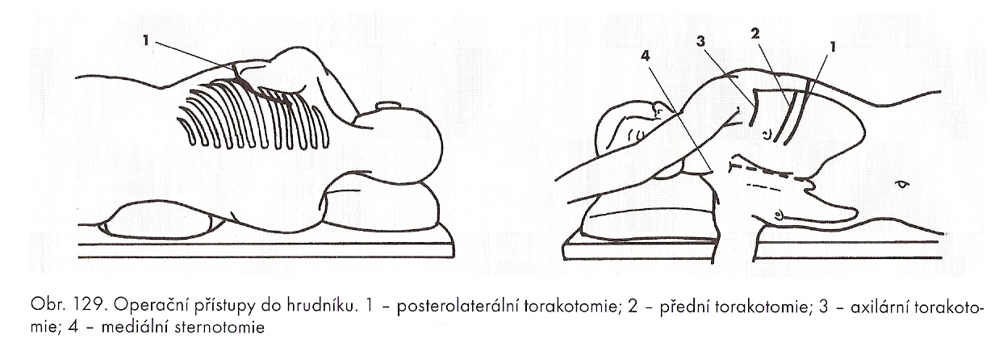 1
4
3
2
1
Obr. 129. Operační přístupy do hrudníku. 1 – posterolaterální torakotomie; 2 – přední torakotomie; 3 – axilární torakoto-
mie; 4 – mediální sternotomie